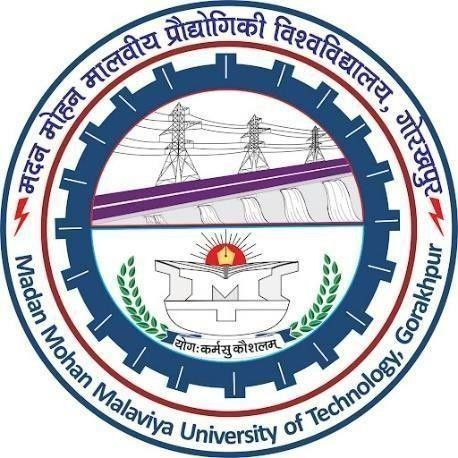 मदन मोहन मालवीय प्रौद्योगिकी विश्वविद्यालय, गोरखपुर
योग: कर्मसु कौशलम्
Madan Mohan Malaviya University of Technology, Gorakhpur